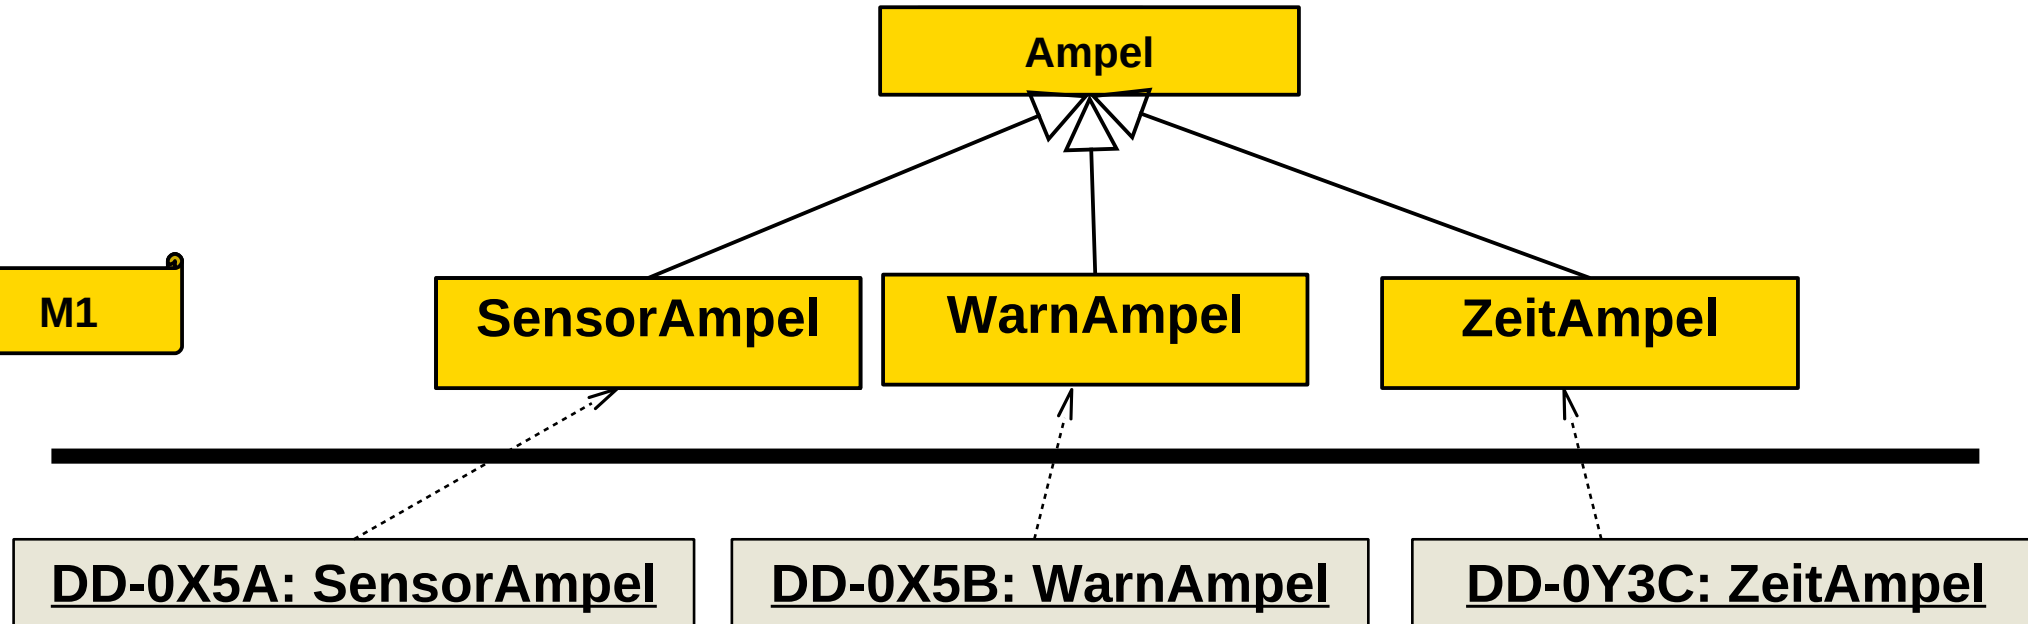 Ampel
M1
SensorAmpel
WarnAmpel
ZeitAmpel
DD-0X5A: SensorAmpel
DD-0X5B: WarnAmpel
DD-0Y3C: ZeitAmpel